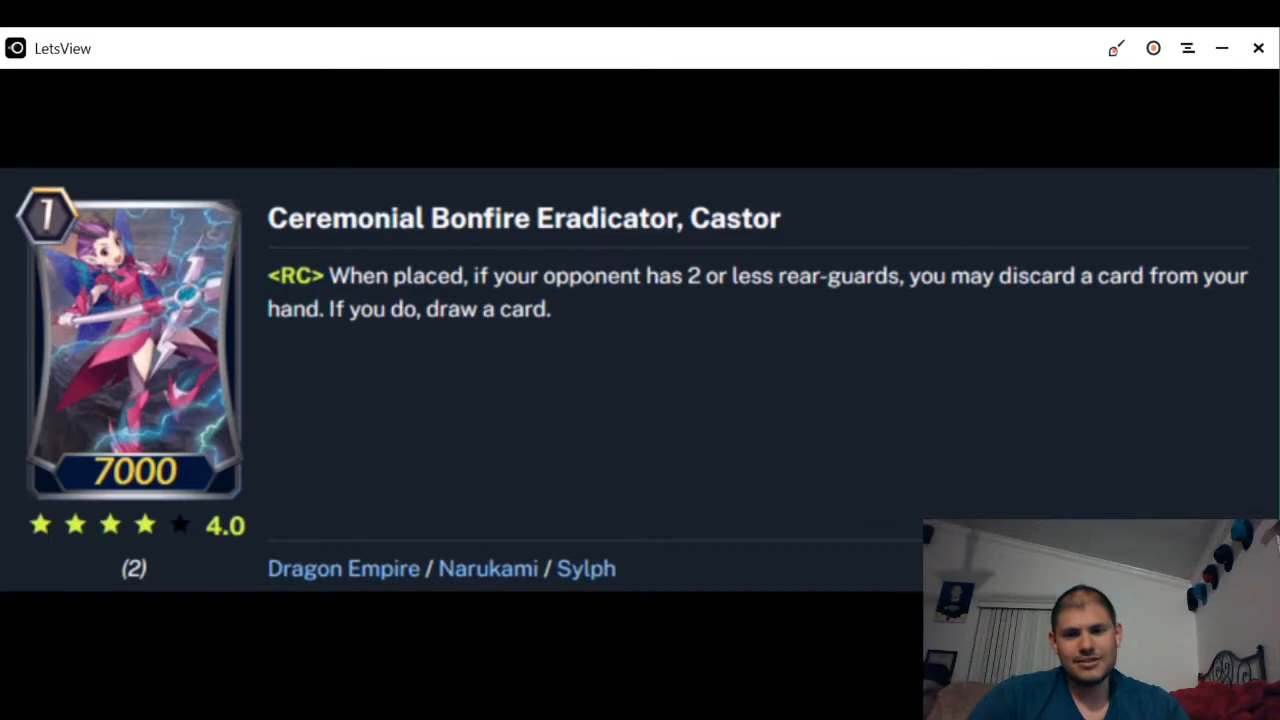 LetsView
1
Ceremonial Bonfire Eradicator, Castor
<RC> When placed, if your opponent has 2 or less rear-guards, you may discard a card from your
hand. If you do, draw a card.
7000
4.0
(2)
Dragon Empire / Narukami / Sylph